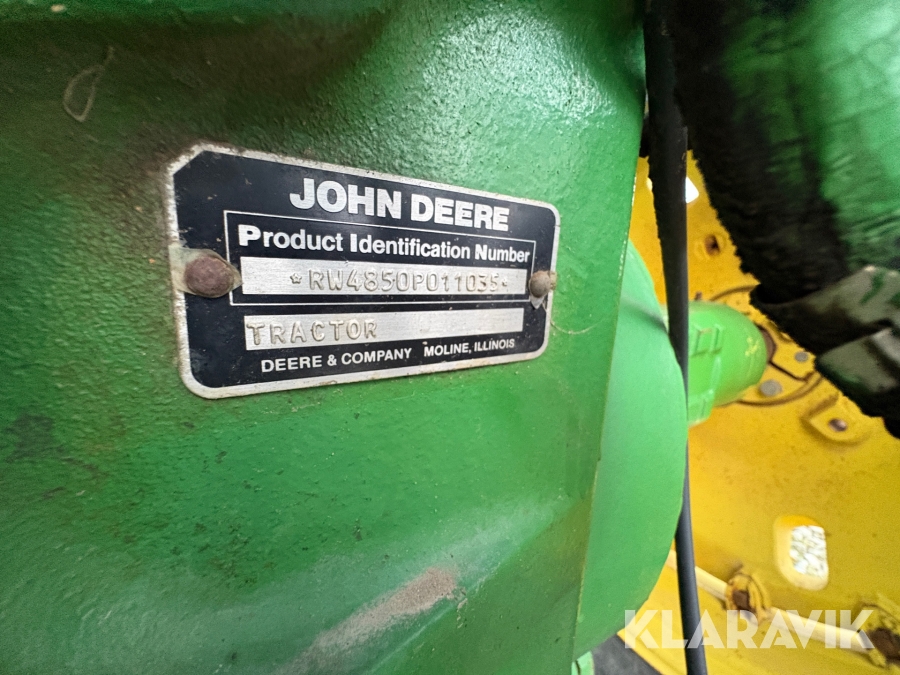 JOHN DEERE
Product Identification Number
*RW4850P011035*
TRACTOR
DEERE & COMPANY MOLINE, ILLINOIS
KLARAVIK